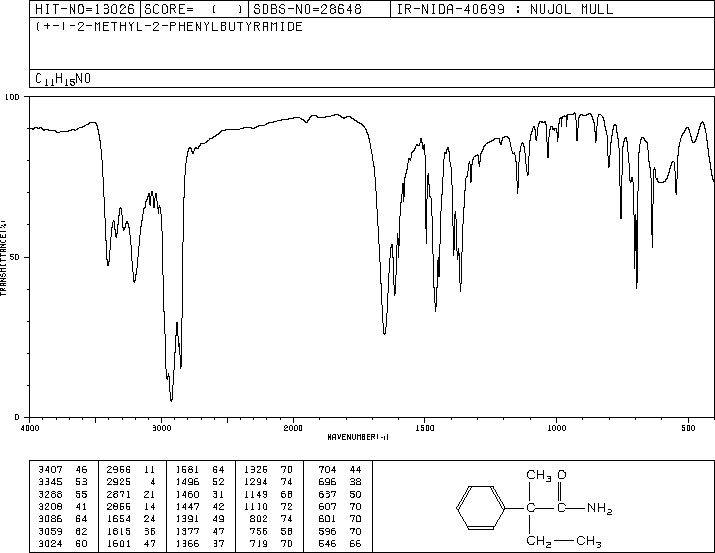 HIT-NO=13026 SCORE= ( ) SDBS-NO=28648 IR-NIDA-40699 : NUJOL MULL
(+-)-2-METHYL-2-PHENYLBUTYRAMIDE
C11H15NO
100
TRANSMITTANCE(%)
50
0
4000 3000 2000 1500 1000 500
WAVENUMBER(-1)
3407 46 2956 11 1581 64 1326 70 704 44
3345 53 2925 4 1496 52 1294 74 696 38
3288 55 2871 21 1460 31 1149 68 637 50
3208 41 2855 14 1447 42 1110 72 607 70
3086 64 1654 24 1391 49 802 74 601 70
3059 62 1615 36 1377 47 756 58 596 70
3024 60 1601 47 1366 37 719 70 546 66
CH3 O
C C NH2
CH2 CH3